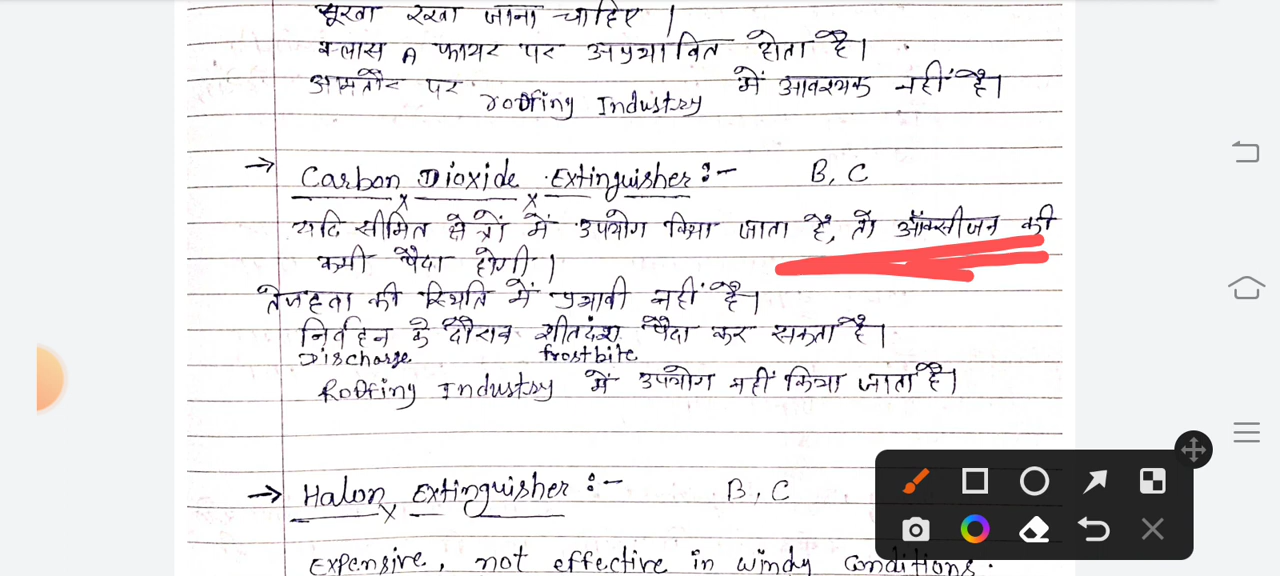 सूखा रखा जाना चाहिए |
क्लास A फायर पर अप्रभावित होता है।
आमतौर पर roofing Industry में आवश्यक नहीं है।
→ Carbon Dioxide Extinguisher :- B, C
यदि सीमित क्षेत्रों में उपयोग किया जाता है, तो ऑक्सीजन की
कमी पैदा होगी |
की स्थिति में प्रभावी नहीं है।
निर्वहन के दौरान शीतदंश पैदा कर सकता है।
Discharge frostbite
Roofing Industry में उपयोग नहीं किया जाता है।
→ Halon Extinguisher :- B, C
Expensive, not effective in windy conditions.